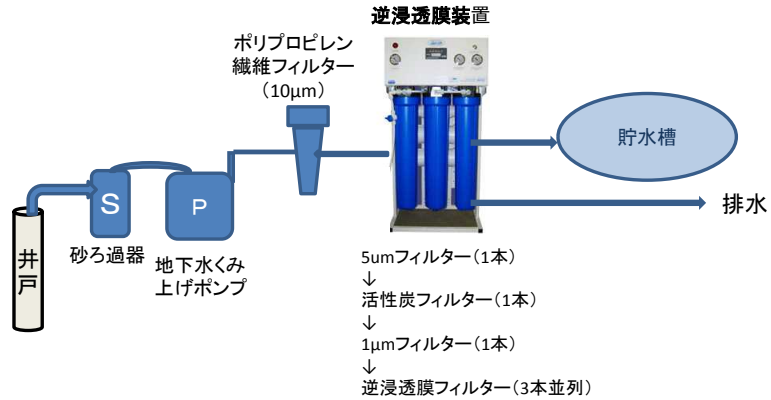 逆浸透膜装置
ポリプロピレン
繊維フィルター
（10μm）
貯水槽
S
P
排水
井戸
砂ろ過器
地下水くみ
上げポンプ
5umフィルター（1本）
↓
活性炭フィルター（1本）
↓
1μmフィルター（1本）
↓
逆浸透膜フィルター（3本並列）